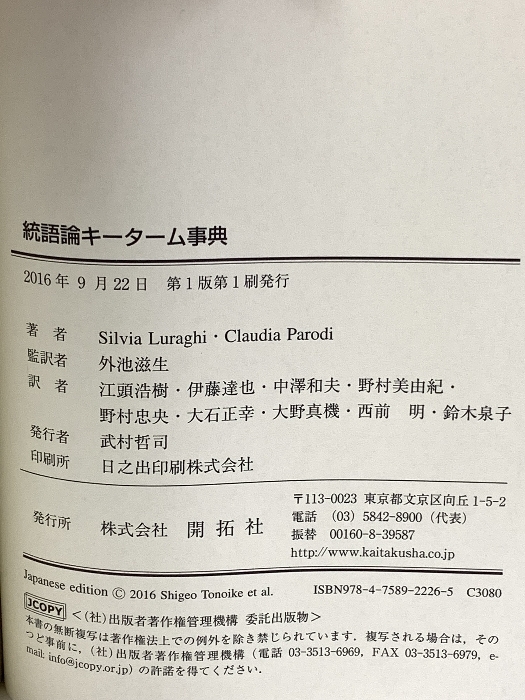 統語論キーターム事典
2016年 9 月22日 第1版第1刷発行
著 者 Silvia Luraghi・Claudia Parodi
監訳者 外池滋生
訳 者 江頭浩樹・伊藤達也・中澤和夫・野村美由紀・
野村忠央・大石正幸・大野真機・西前 明・鈴木泉子
発行者 武村哲司
印刷所 日之出印刷株式会社
発行所 株式会社 開拓社
〒113-0023 東京都文京区向丘1-5-2
電話 (03) 5842-8900(代表)
振替 00160-8-39587
http://www.kaitakusha.co.jp
Japanese edition © 2016 Shigeo Tonoike et al. ISBN978-4-7589-2226-5 C3080
JCOPY <(社)出版者著作権管理機構 委託出版物>
本書の無断複写は著作権法上での例外を除き禁じられています。複写される場合は,その
つど事前に,(社)出版者著作権管理機構(電話 03-3513-6969, FAX 03-3513-6979, e-
mail: info@jcopy.or.jp)の許諾を得てください。